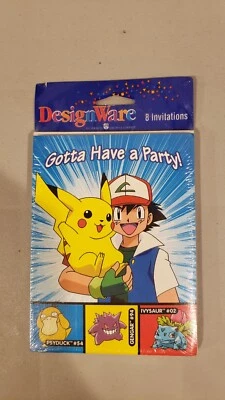 DesignWare
8 Invitations
Gotta Have a Party!
PSYDUCK #54
GENGAR #94
IVYSAUR #02